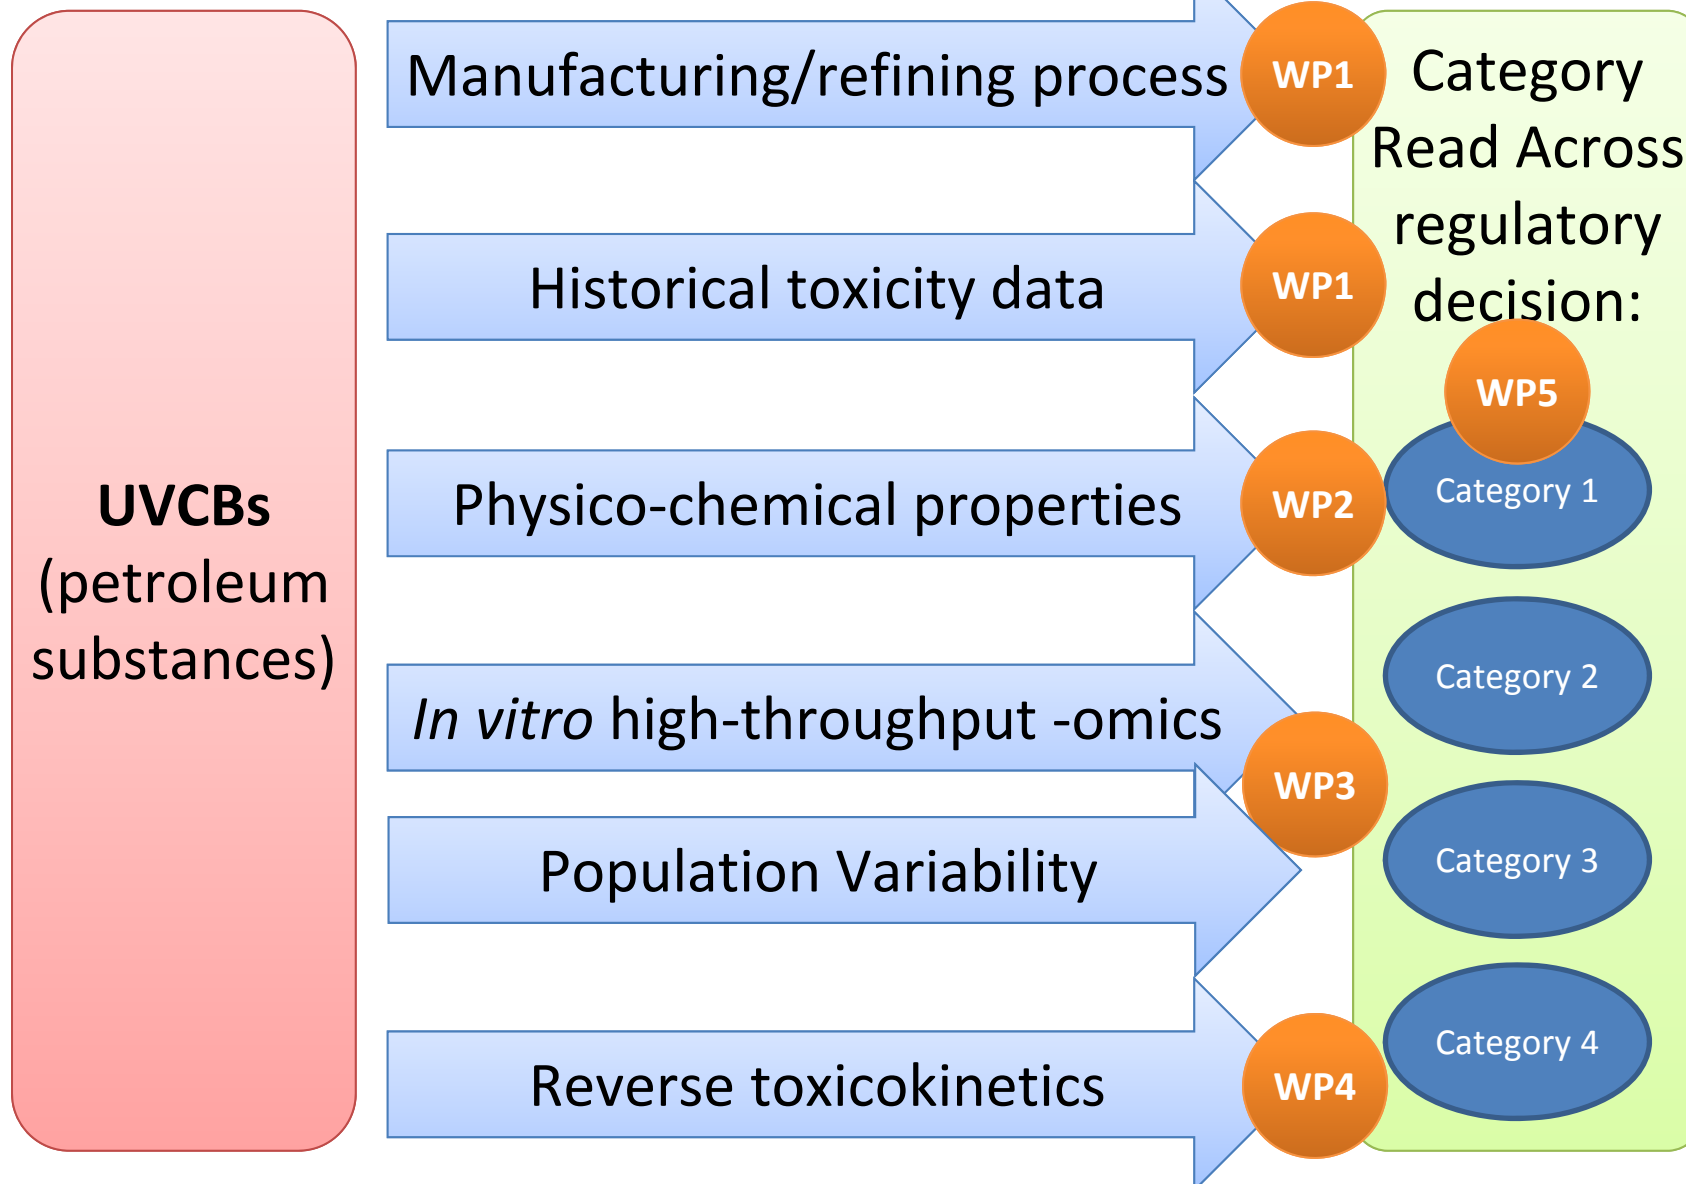 UVCBs
(petroleum
substances)
Manufacturing/refining process
WP1
Historical toxicity data
WP1
Physico-chemical properties
WP2
In vitro high-throughput -omics
WP3
Population Variability
Reverse toxicokinetics
WP4
Category
Read Across
regulatory
decision:
WP5
Category 1
Category 2
Category 3
Category 4